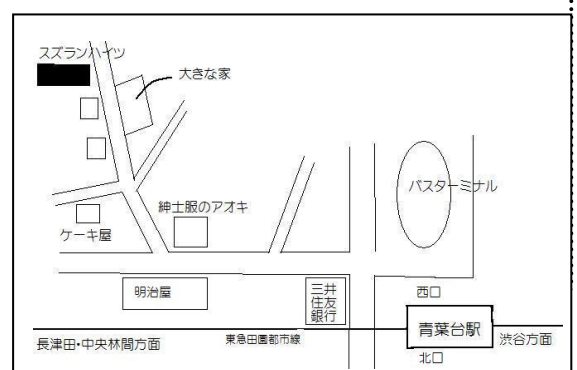 スズランハイツ
大きな家
バスターミナル
紳士服のアオキ
ケーキ屋
明治屋
三井
住友
銀行
西口
青葉台駅
長津田・中央林間方面
東急田園都市線
渋谷方面
北口